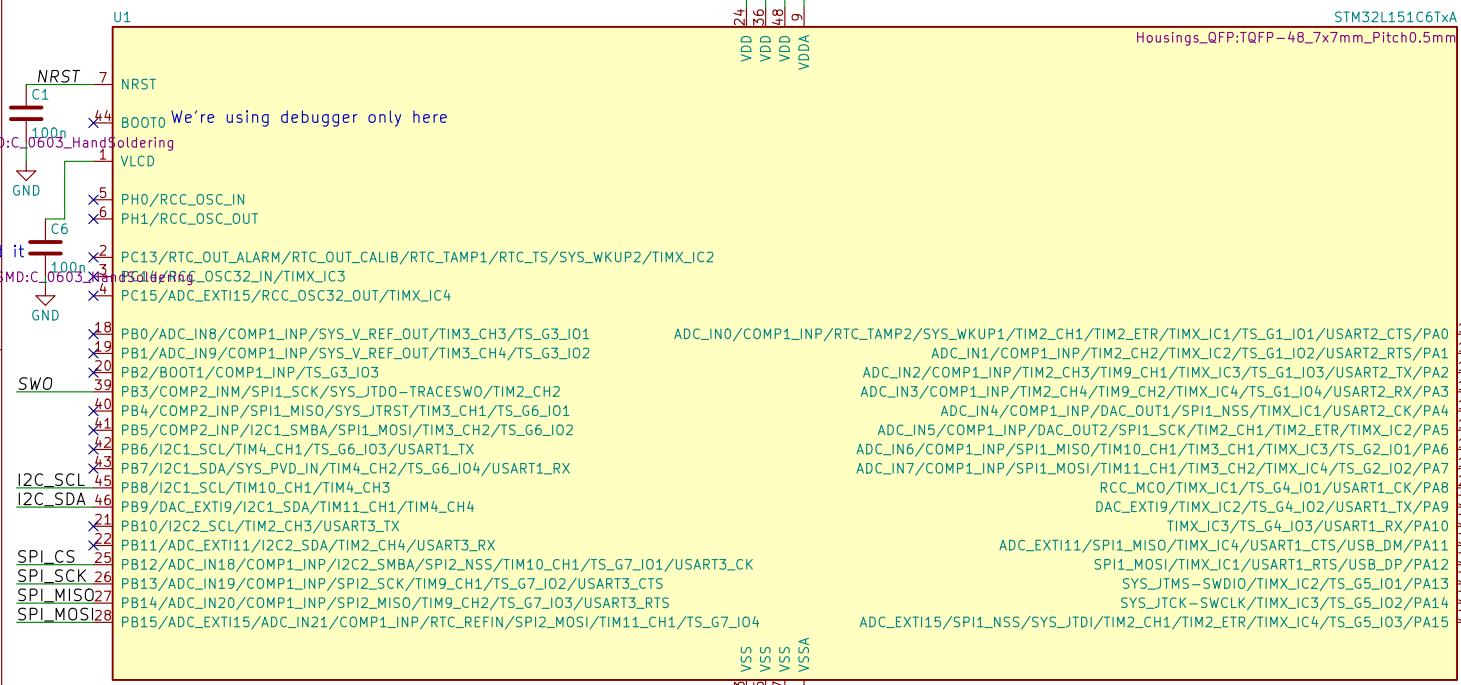 U1
24 36 48 9
STM32L151C6TxA
Housings_QFP:TQFP-48_7x7mm_Pitch0.5mm
VDD VDD VDD VDDA
NRST 7 NRST
C1
100n
C_0603_HandSoldering
GND
44 BOOT0 We're using debugger only here
1 VLCD
5 PH0/RCC_OSC_IN
6 PH1/RCC_OSC_OUT
C6
it
100n
SMD:C_0603_HandSoldering
GND
2 PC13/RTC_OUT_ALARM/RTC_OUT_CALIB/RTC_TAMP1/RTC_TS/SYS_WKUP2/TIMX_IC2
3 PC14/RCC_OSC32_IN/TIMX_IC3
4 PC15/ADC_EXTI15/RCC_OSC32_OUT/TIMX_IC4
18 PB0/ADC_IN8/COMP1_INP/SYS_V_REF_OUT/TIM3_CH3/TS_G3_IO1
19 PB1/ADC_IN9/COMP1_INP/SYS_V_REF_OUT/TIM3_CH4/TS_G3_IO2
20 PB2/BOOT1/COMP1_INP/TS_G3_IO3
SWO 39 PB3/COMP2_INM/SPI1_SCK/SYS_JTDO-TRACESWO/TIM2_CH2
40 PB4/COMP2_INP/SPI1_MISO/SYS_JTRST/TIM3_CH1/TS_G6_IO1
41 PB5/COMP2_INP/I2C1_SMBA/SPI1_MOSI/TIM3_CH2/TS_G6_IO2
42 PB6/I2C1_SCL/TIM4_CH1/TS_G6_IO3/USART1_TX
43 PB7/I2C1_SDA/SYS_PVD_IN/TIM4_CH2/TS_G6_IO4/USART1_RX
I2C_SCL 45 PB8/I2C1_SCL/TIM10_CH1/TIM4_CH3
I2C_SDA 46 PB9/DAC_EXTI9/I2C1_SDA/TIM11_CH1/TIM4_CH4
21 PB10/I2C2_SCL/TIM2_CH3/USART3_TX
22 PB11/ADC_EXTI11/I2C2_SDA/TIM2_CH4/USART3_RX
SPI_CS 25 PB12/ADC_IN18/COMP1_INP/I2C2_SMBA/SPI2_NSS/TIM10_CH1/TS_G7_IO1/USART3_CK
SPI_SCK 26 PB13/ADC_IN19/COMP1_INP/SPI2_SCK/TIM9_CH1/TS_G7_IO2/USART3_CTS
SPI_MISO 27 PB14/ADC_IN20/COMP1_INP/SPI2_MISO/TIM9_CH2/TS_G7_IO3/USART3_RTS
SPI_MOSI 28 PB15/ADC_EXTI15/ADC_IN21/COMP1_INP/RTC_REFIN/SPI2_MOSI/TIM11_CH1/TS_G7_IO4
ADC_IN0/COMP1_INP/RTC_TAMP2/SYS_WKUP1/TIM2_CH1/TIM2_ETR/TIMX_IC1/TS_G1_IO1/USART2_CTS/PA0
ADC_IN1/COMP1_INP/TIM2_CH2/TIMX_IC2/TS_G1_IO2/USART2_RTS/PA1
ADC_IN2/COMP1_INP/TIM2_CH3/TIM9_CH1/TIMX_IC3/TS_G1_IO3/USART2_TX/PA2
ADC_IN3/COMP1_INP/TIM2_CH4/TIM9_CH2/TIMX_IC4/TS_G1_IO4/USART2_RX/PA3
ADC_IN4/COMP1_INP/DAC_OUT1/SPI1_NSS/TIMX_IC1/USART2_CK/PA4
ADC_IN5/COMP1_INP/DAC_OUT2/SPI1_SCK/TIM2_CH1/TIM2_ETR/TIMX_IC2/PA5
ADC_IN6/COMP1_INP/SPI1_MISO/TIM10_CH1/TIM3_CH1/TIMX_IC3/TS_G2_IO1/PA6
ADC_IN7/COMP1_INP/SPI1_MOSI/TIM11_CH1/TIM3_CH2/TIMX_IC4/TS_G2_IO2/PA7
RCC_MCO/TIMX_IC1/TS_G4_IO1/USART1_CK/PA8
DAC_EXTI9/TIMX_IC2/TS_G4_IO2/USART1_TX/PA9
TIMX_IC3/TS_G4_IO3/USART1_RX/PA10
ADC_EXTI11/SPI1_MISO/TIMX_IC4/USART1_CTS/USB_DM/PA11
SPI1_MOSI/TIMX_IC1/USART1_RTS/USB_DP/PA12
SYS_JTMS-SWDIO/TIMX_IC2/TS_G5_IO1/PA13
SYS_JTCK-SWCLK/TIMX_IC3/TS_G5_IO2/PA14
ADC_EXTI15/SPI1_NSS/SYS_JTDI/TIM2_CH1/TIM2_ETR/TIMX_IC4/TS_G5_IO3/PA15
VSS VSS VSS VSSA